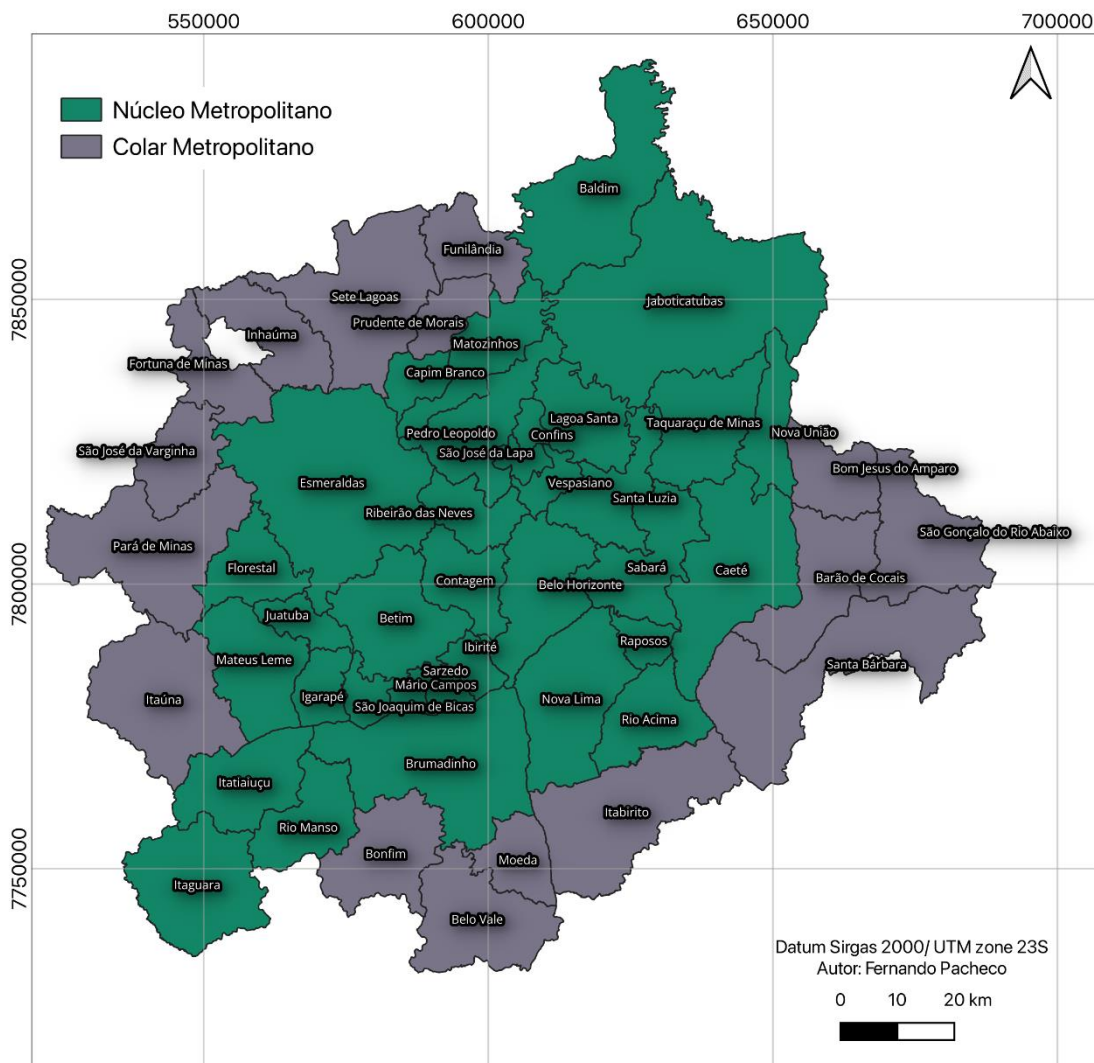 550000
600000
650000
700000
Núcleo Metropolitano
Colar Metropolitano
7850000
7800000
7750000
Baldim
Funilândia
Sete Lagoas
Jaboticatubas
Prudente de Morais
Inhaúma
Matozinhos
Fortuna de Minas
Capim Branco
Lagoa Santa
Taquaraçu de Minas
Pedro Leopoldo
Confins
Nova União
São José da Varginha
São José da Lapa
Bom Jesus do Amparo
Esmeraldas
Vespasiano
Santa Luzia
Ribeirão das Neves
São Gonçalo do Rio Abaixo
Pará de Minas
Florestal
Sabará
Caeté
Contagem
Belo Horizonte
Barão de Cocais
Juatuba
Betim
Raposos
Ibirité
Mateus Leme
Santa Bárbara
Sarzedo
Mário Campos
Itaúna
Igarapé
Nova Lima
São Joaquim de Bicas
Rio Acima
Brumadinho
Itatiaiuçu
Itabirito
Rio Manso
Bonfim
Moeda
Itaguara
Belo Vale
Datum Sirgas 2000/ UTM zone 23S
Autor: Fernando Pacheco
0 10 20 km